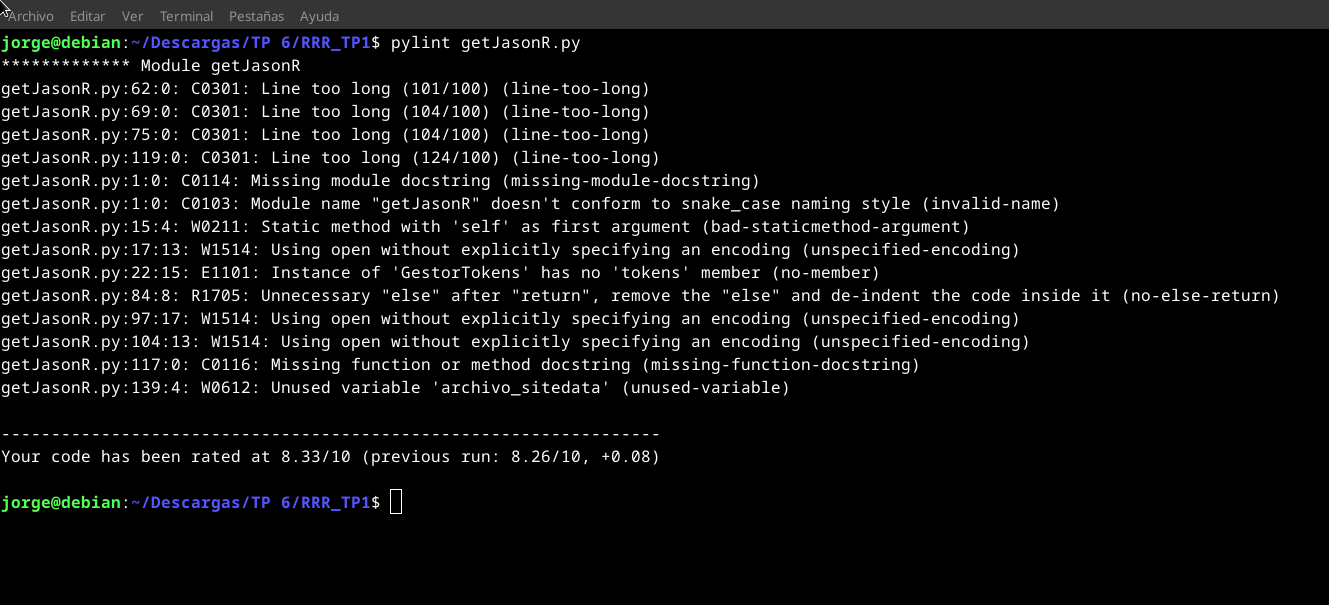 Archivo Editar Ver Terminal Pestañas Ayuda
jorge@debian:~/Descargas/TP 6/RRR_TP1$ pylint getJasonR.py
************* Module getJasonR
getJasonR.py:62:0: C0301: Line too long (101/100) (line-too-long)
getJasonR.py:69:0: C0301: Line too long (104/100) (line-too-long)
getJasonR.py:75:0: C0301: Line too long (104/100) (line-too-long)
getJasonR.py:119:0: C0301: Line too long (124/100) (line-too-long)
getJasonR.py:1:0: C0114: Missing module docstring (missing-module-docstring)
getJasonR.py:1:0: C0103: Module name "getJasonR" doesn't conform to snake_case naming style (invalid-name)
getJasonR.py:15:4: W0211: Static method with 'self' as first argument (bad-staticmethod-argument)
getJasonR.py:17:13: W1514: Using open without explicitly specifying an encoding (unspecified-encoding)
getJasonR.py:22:15: E1101: Instance of 'GestorTokens' has no 'tokens' member (no-member)
getJasonR.py:84:8: R1705: Unnecessary "else" after "return", remove the "else" and de-indent the code inside it (no-else-return)
getJasonR.py:97:17: W1514: Using open without explicitly specifying an encoding (unspecified-encoding)
getJasonR.py:104:13: W1514: Using open without explicitly specifying an encoding (unspecified-encoding)
getJasonR.py:117:0: C0116: Missing function or method docstring (missing-function-docstring)
getJasonR.py:139:4: W0612: Unused variable 'archivo_sitedata' (unused-variable)
------------------------------------------------------------------
Your code has been rated at 8.33/10 (previous run: 8.26/10, +0.08)
jorge@debian:~/Descargas/TP 6/RRR_TP1$